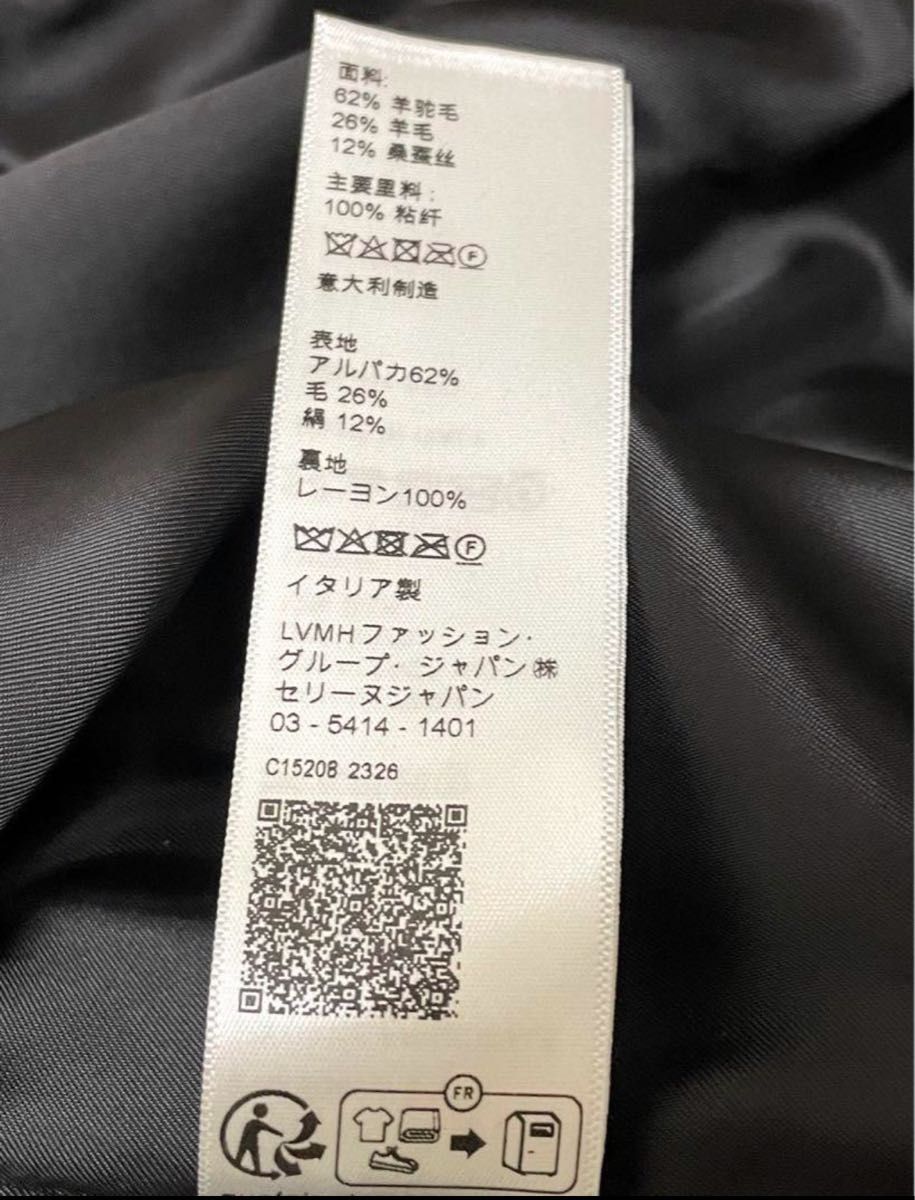 面料:
62% 羊驼毛
26% 羊毛
12% 桑蚕丝
主要里料:
100% 粘纤
F
意大利制造
表地
アルパカ62%
毛 26%
絹 12%
裏地
レーヨン100%
F
イタリア製
LVMHファッション・
グループ・ジャパン㈱
セリーヌジャパン
03 - 5414 - 1401
C15208 2326
FR